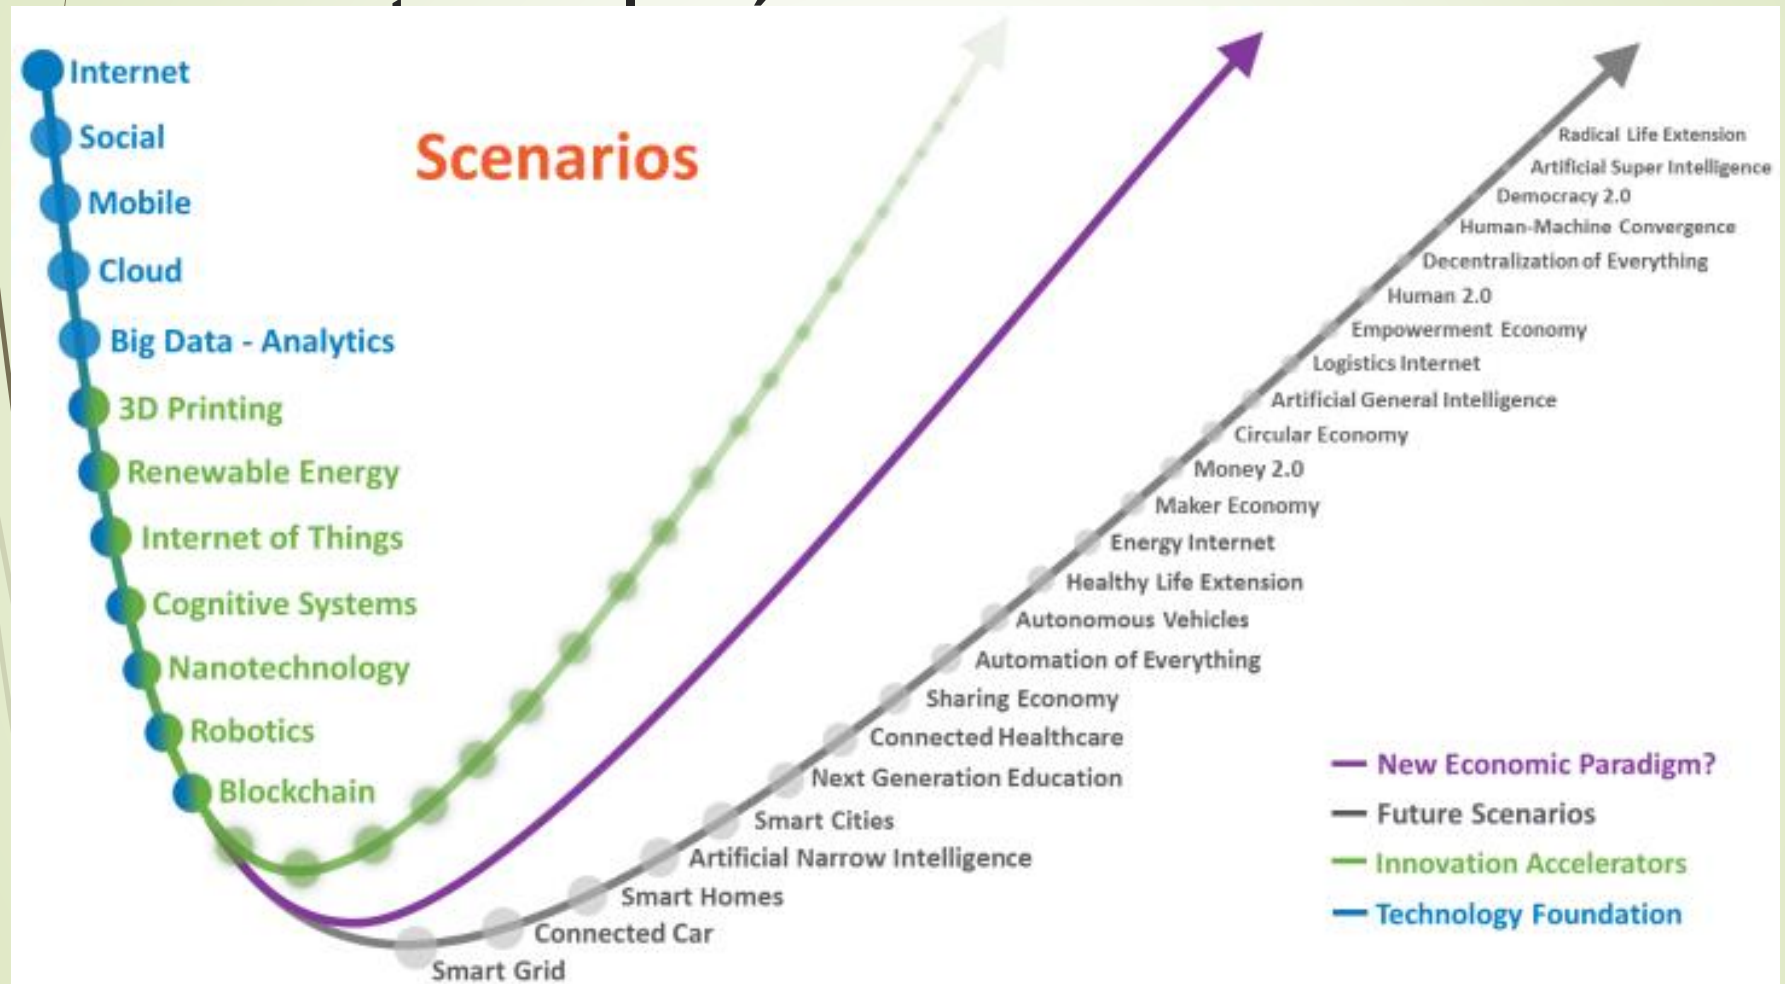 Internet
Social
Mobile
Cloud
Big Data - Analytics
3D Printing
Renewable Energy
Internet of Things
Cognitive Systems
Nanotechnology
Robotics
Blockchain
Scenarios
Radical Life Extension
Artificial Super Intelligence
Democracy 2.0
Human-Machine Convergence
Decentralization of Everything
Human 2.0
Empowerment Economy
Logistics Internet
Artificial General Intelligence
Circular Economy
Money 2.0
Maker Economy
Energy Internet
Healthy Life Extension
Autonomous Vehicles
Automation of Everything
Sharing Economy
Connected Healthcare
Next Generation Education
Smart Cities
Artificial Narrow Intelligence
Smart Homes
Connected Car
Smart Grid
New Economic Paradigm?
Future Scenarios
Innovation Accelerators
Technology Foundation